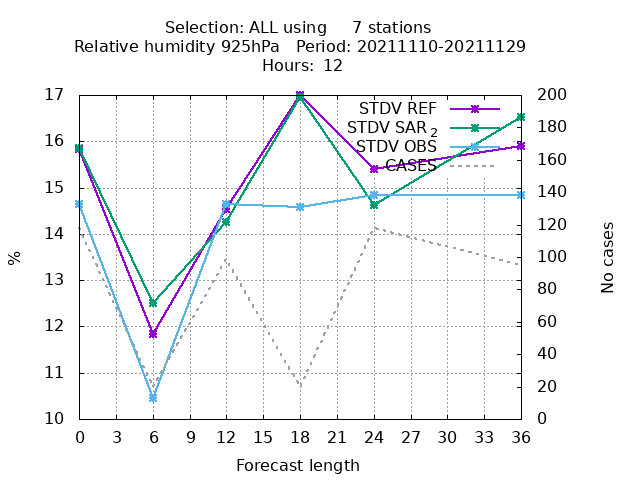 Selection: ALL using     7 stations
Relative humidity 925hPa   Period: 20211110-20211129
Hours: 12
17 200
STDV REF
180
STDV SAR 2
16
STDV OBS
160
CASES
15 140
120
14
100
13 80
60
12
40
11
20
10 0
%
No cases
0 3 6 9 12 15 18 21 24 27 30 33 36
Forecast length